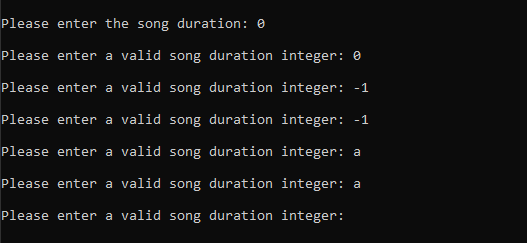 Please enter the song duration: 0
Please enter a valid song duration integer: 0
Please enter a valid song duration integer: -1
Please enter a valid song duration integer: -1
Please enter a valid song duration integer: a
Please enter a valid song duration integer: a
Please enter a valid song duration integer: